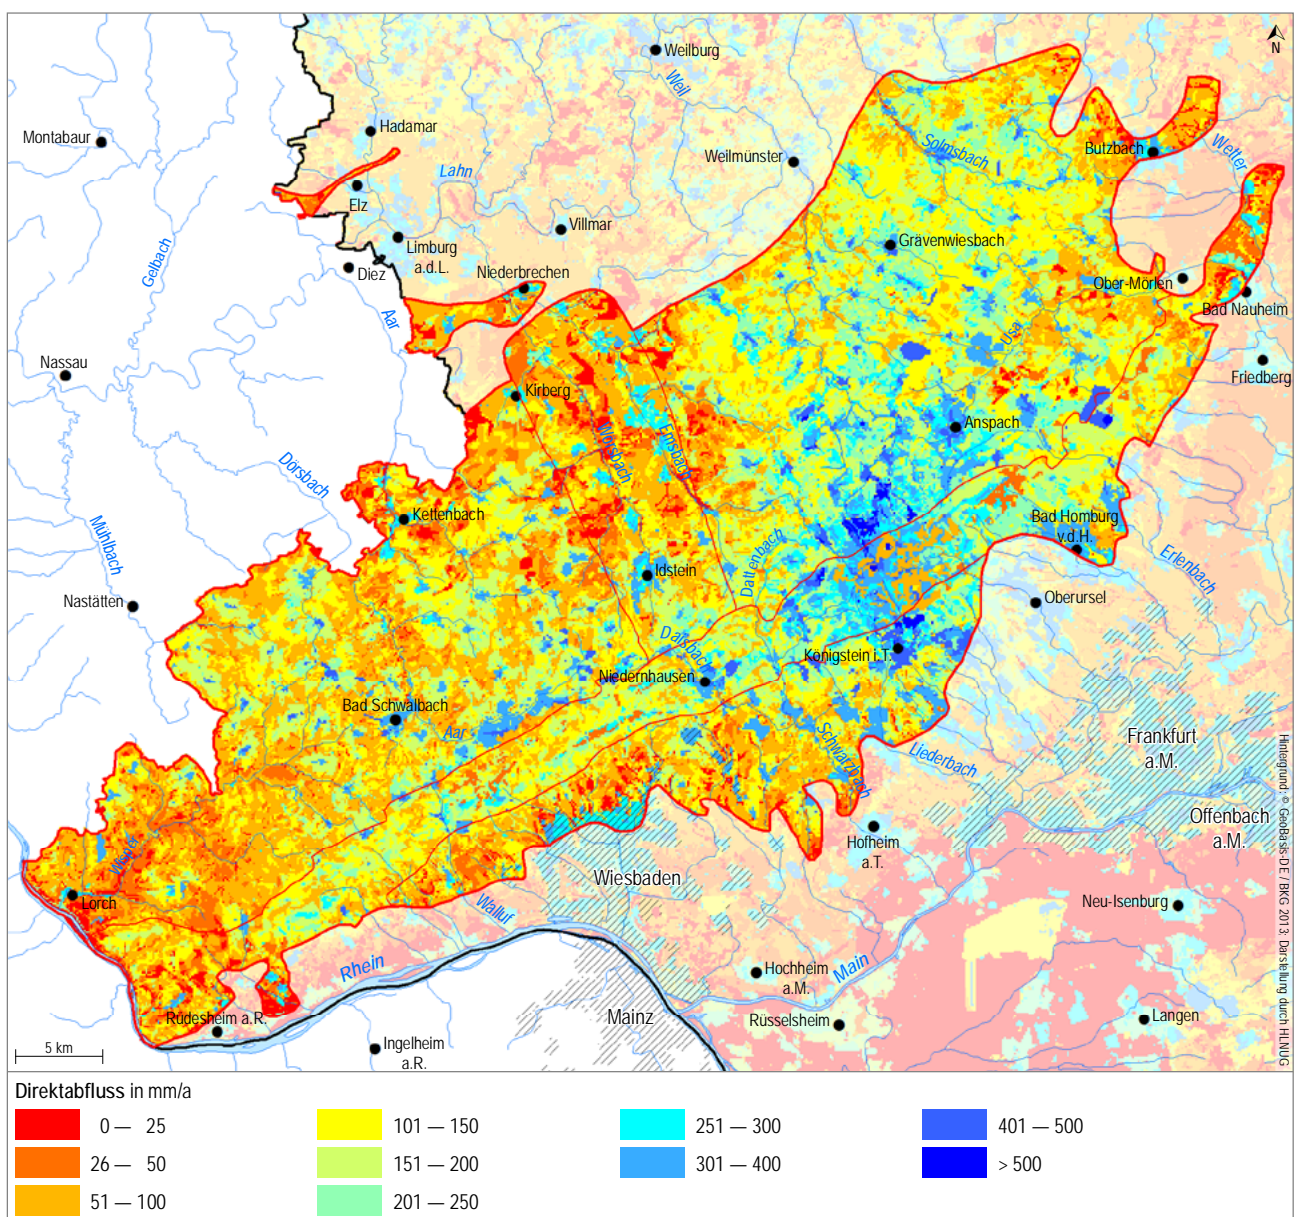 N
Weilburg
Weil
Montabaur
Hadamar
Solmsbach
Butzbach
Wetter
Weilmünster
Lahn
Elz
Villmar
Limburg
a.d.L.
Gelbach
Grävenwiesbach
Diez
Niederbrechen
Ober-Mörlen
Bad Nauheim
Aar
Usa
Nassau
Friedberg
Kirberg
Anspach
Wörsbach
Emsbach
Dörsbach
Kettenbach
Bad Homburg
v.d.H.
Mühlbach
Dattenbach
Erlenbach
Idstein
Nastätten
Oberursel
Daisbach
Königstein i.T.
Niedernhausen
Bad Schwalbach
Aar
Schwarzbach
Liederbach
Frankfurt
a.M.
Offenbach
a.M.
Hofheim
a.T.
Wisper
Wiesbaden
Lorch
Walluf
Neu-Isenburg
Rhein
Hochheim
a.M.
Main
Rüdesheim a.R.
Mainz
Rüsselsheim
Langen
Ingelheim
a.R.
5 km
Hintergrund: © GeoBasis-DE / BKG 2013; Darstellung durch HLNUG
Direktabfluss in mm/a
0 — 25
26 — 50
51 — 100
101 — 150
151 — 200
201 — 250
251 — 300
301 — 400
401 — 500
> 500